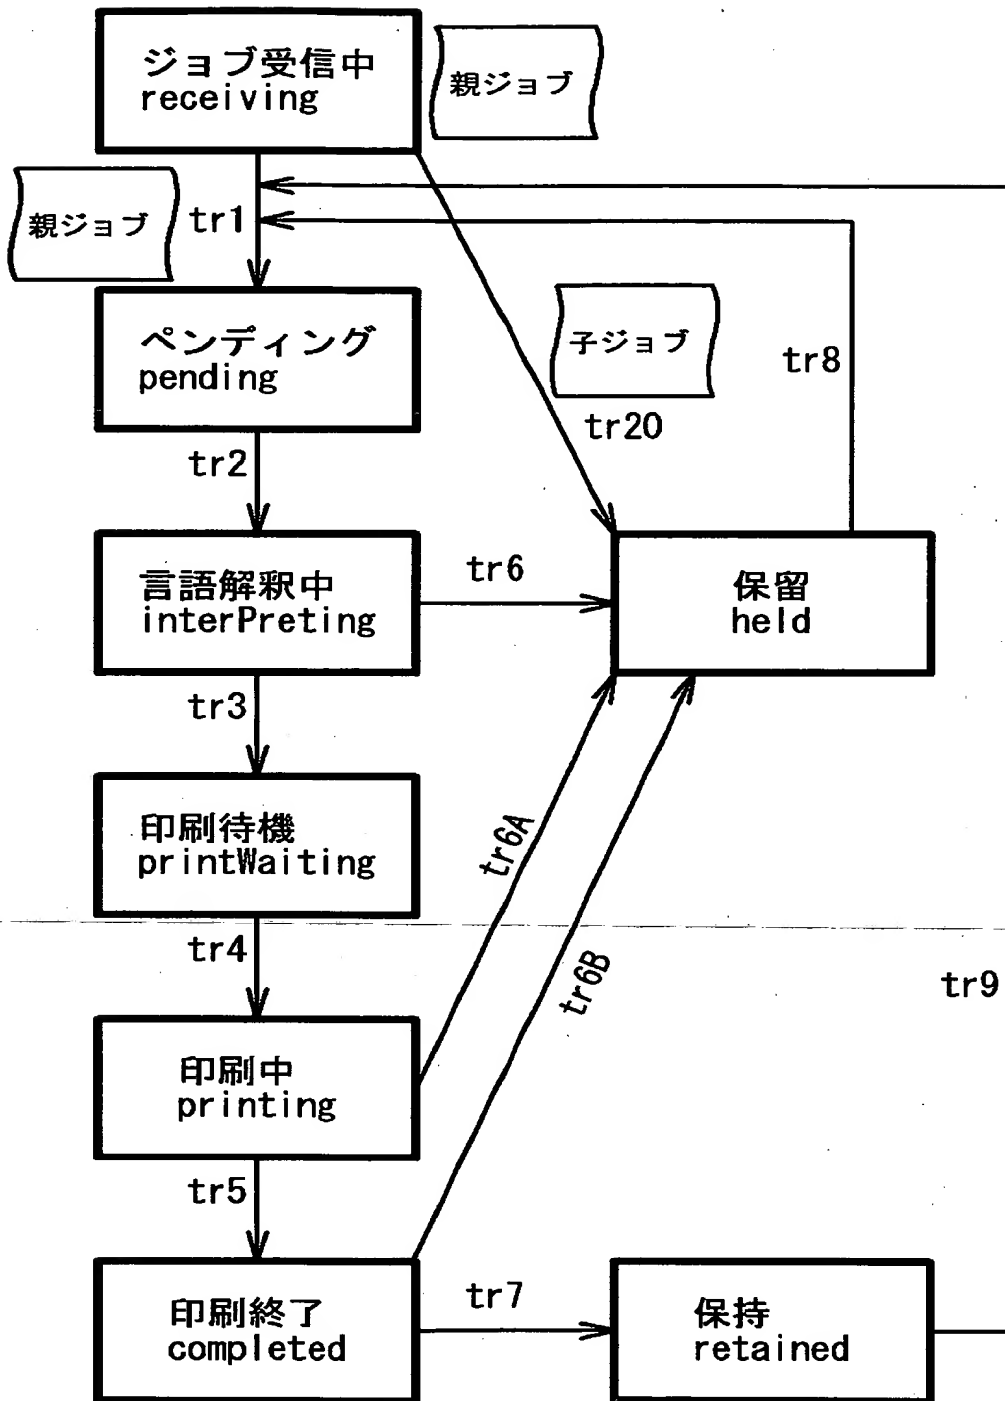 ジョブ受信中
receiving
親ジョブ
親ジョブ
tr1
ペンディング
pending
子ジョブ
tr8
tr20
tr2
言語解釈中
interPreting
tr6
保留
held
tr3
印刷待機
printWaiting
tr6A
tr4
tr6B
tr9
印刷中
printing
tr5
印刷終了
completed
tr7
保持
retained